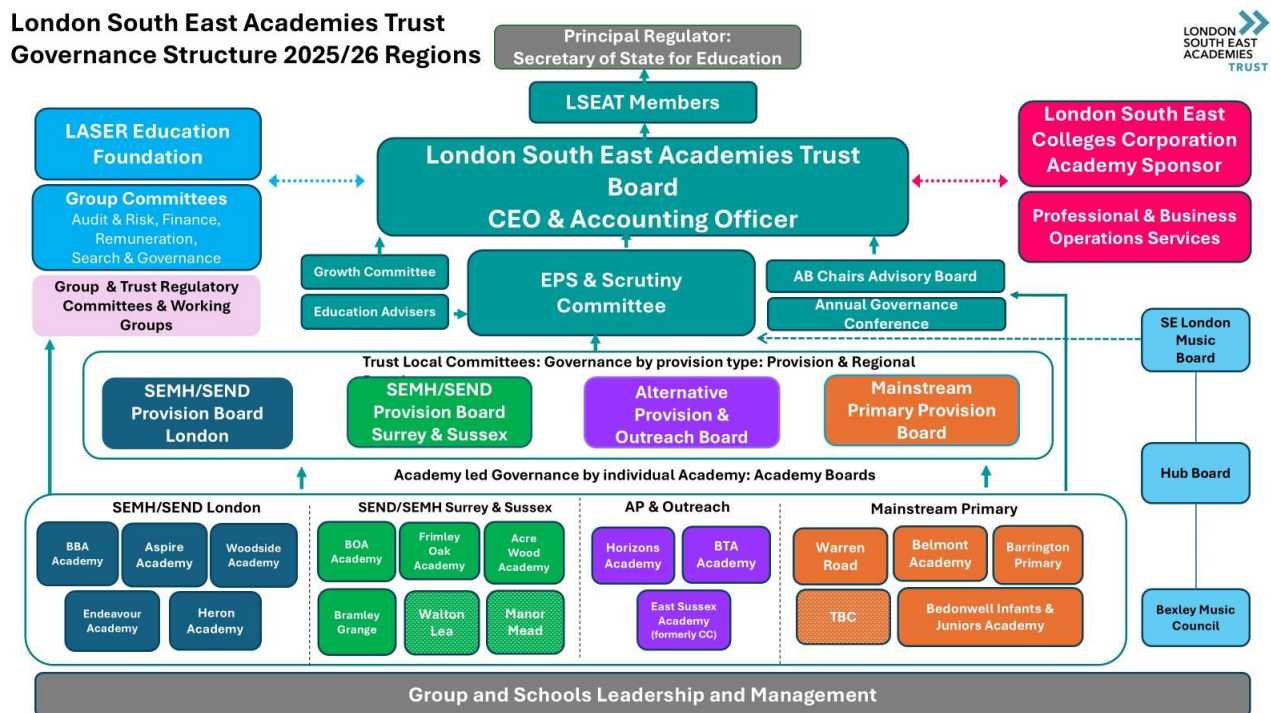 London South East Academies Trust
Governance Structure 2025/26 Regions
Principal Regulator:
Secretary of State for Education
LONDON
SOUTH EAST
ACADEMIES
TRUST
LSEAT Members
LASER Education
Foundation
London South East Academies Trust
Board
CEO & Accounting Officer
London South East
Colleges Corporation
Academy Sponsor
Group Committees
Audit & Risk, Finance,
Remuneration,
Search & Governance
Professional & Business
Operations Services
Growth Committee
Education Advisers
EPS & Scrutiny
Committee
AB Chairs Advisory Board
Annual Governance
Conference
Group & Trust Regulatory
Committees & Working
Groups
SE London
Music
Board
Trust Local Committees: Governance by provision type: Provision & Regional
SEMH/SEND
Provision Board
London
SEMH/SEND
Provision Board
Surrey & Sussex
Alternative
Provision &
Outreach Board
Mainstream
Primary Provision
Board
Hub Board
Academy led Governance by individual Academy: Academy Boards
SEMH/SEND London
BBA
Academy
Aspire
Academy
Woodside
Academy
Endeavour
Academy
Heron
Academy
SEND/SEMH Surrey & Sussex
BOA
Academy
Frimley
Oak
Academy
Acre
Wood
Academy
Bramley
Grange
Walton
Lea
Manor
Mead
AP & Outreach
Horizons
Academy
BTA
Academy
East Sussex
Academy
(formerly CC)
Mainstream Primary
Warren
Road
Belmont
Academy
Barrington
Primary
TBC
Bedonwell Infants &
Juniors Academy
Bexley Music
Council
Group and Schools Leadership and Management